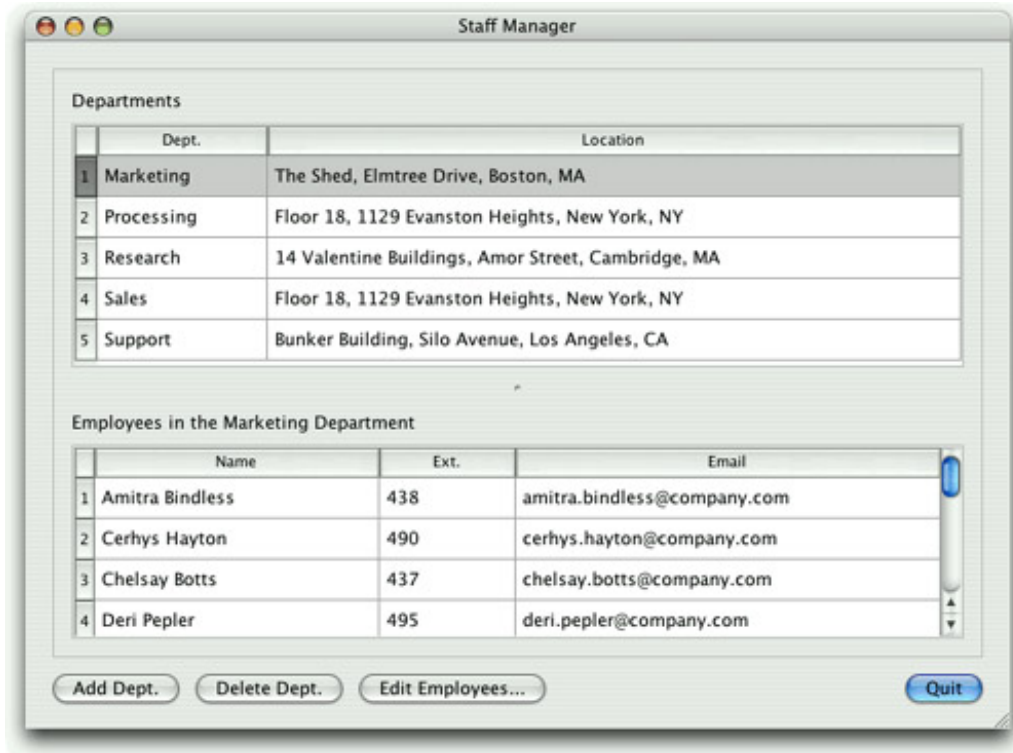 Staff Manager
Departments
Dept. Location
1 Marketing The Shed, Elmtree Drive, Boston, MA
2 Processing Floor 18, 1129 Evanston Heights, New York, NY
3 Research 14 Valentine Buildings, Amor Street, Cambridge, MA
4 Sales Floor 18, 1129 Evanston Heights, New York, NY
5 Support Bunker Building, Silo Avenue, Los Angeles, CA
Employees in the Marketing Department
Name Ext. Email
1 Amitra Bindless 438 amitra.bindless@company.com
2 Cerhys Hayton 490 cerhys.hayton@company.com
3 Chelsay Botts 437 chelsay.botts@company.com
4 Deri Pepler 495 deri.pepler@company.com
Add Dept. Delete Dept. Edit Employees... Quit